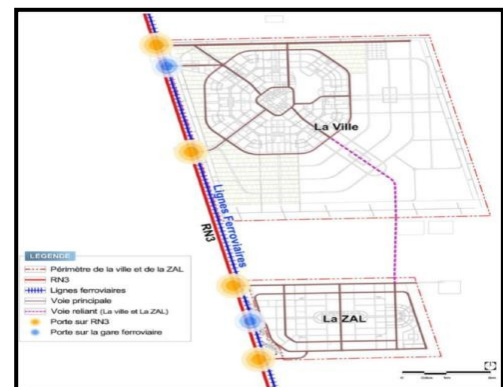 La Ville
Lignes Ferroviaires
RN3
La ZAL
LEGENDE
Périmètre de la ville et de la ZAL
RN3
Lignes ferroviaires
Voie principale
Voie reliant (La ville et La ZAL)
Porte sur RN3
Porte sur la gare ferroviaire